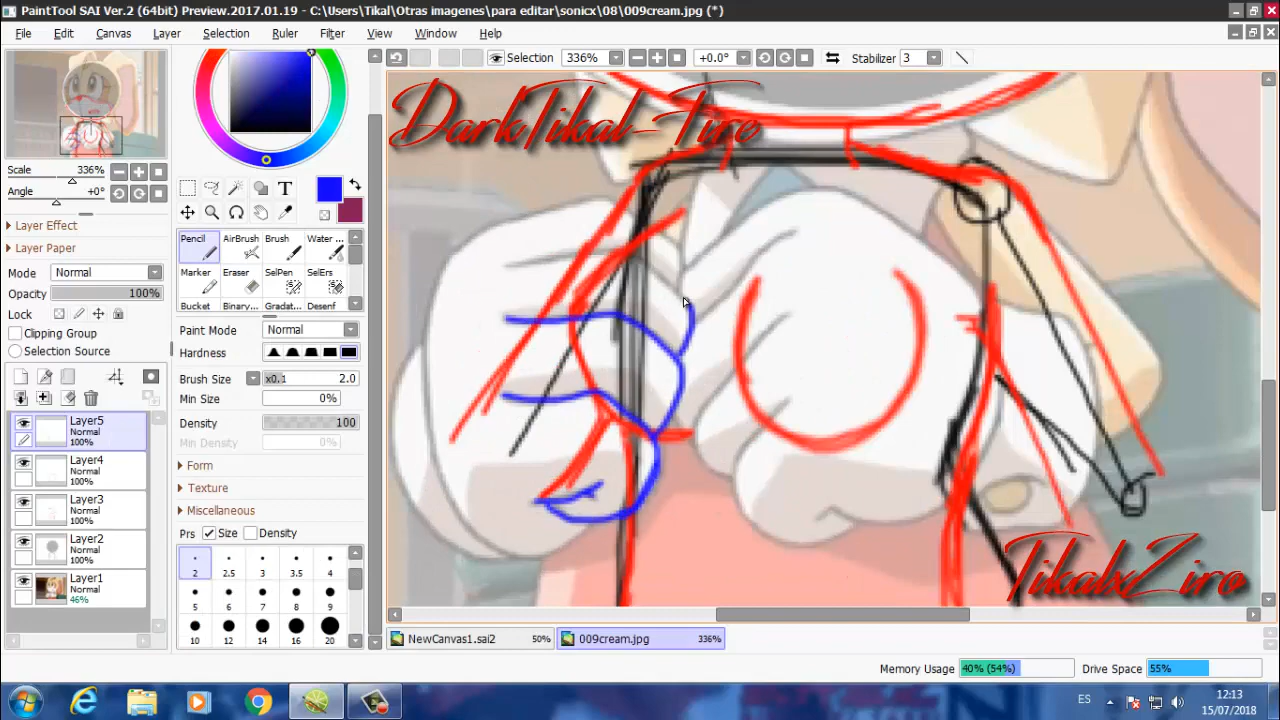 PaintTool SAI Ver.2 (64bit) Preview.2017.01.19 - C:\Users\Tikal\Otras imagenes\para editar\sonicx\08\009cream.jpg (*)
File Edit Canvas Layer Selection Ruler Filter View Window Help
Selection 336% +0.0° Stabilizer 3
Scale 336%
Angle +0°
Layer Effect
Layer Paper
Mode Normal
Opacity 100%
Lock
Clipping Group
Selection Source
Layer5
Normal
100%
Layer4
Normal
100%
Layer3
Normal
100%
Layer2
Normal
100%
Layer1
Normal
46%
T
Pencil AirBrush Brush Water ...
Marker Eraser SelPen SelErs
Bucket Binary... Gradat... Desenf
Paint Mode Normal
Hardness
Brush Size x0.1 2.0
Min Size 0%
Density 100
Min Density 0%
Form
Texture
Miscellaneous
Prs Size Density
2 2.5 3 3.5 4
5 6 7 8 9
10 12 14 16 20
DarkTikal-Fire
TikalxZiro
NewCanvas1.sai2 50% 009cream.jpg 336%
Memory Usage 40% (54%) Drive Space 55%
ES 12:13
15/07/2018